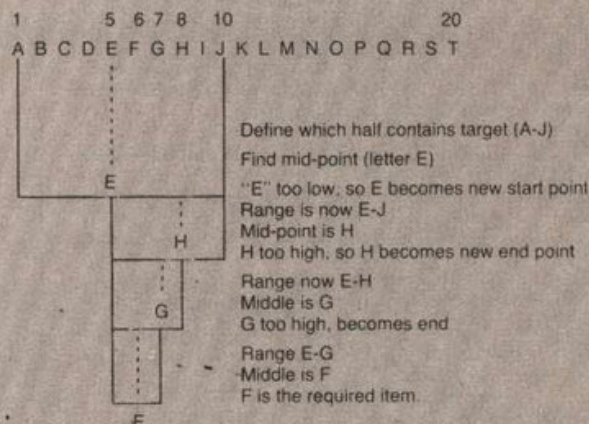 1 5 6 7 8 10 20
A B C D E F G H I J K L M N O P Q R S T
Define which half contains target (A-J)
Find mid-point (letter E)
E
"E" too low, so E becomes new start point
Range is now E-J
Mid-point is H
H
H too high, so H becomes new end point
Range now E-H
Middle is G
G
G too high, becomes end
Range E-G
Middle is F
F is the required item.
F